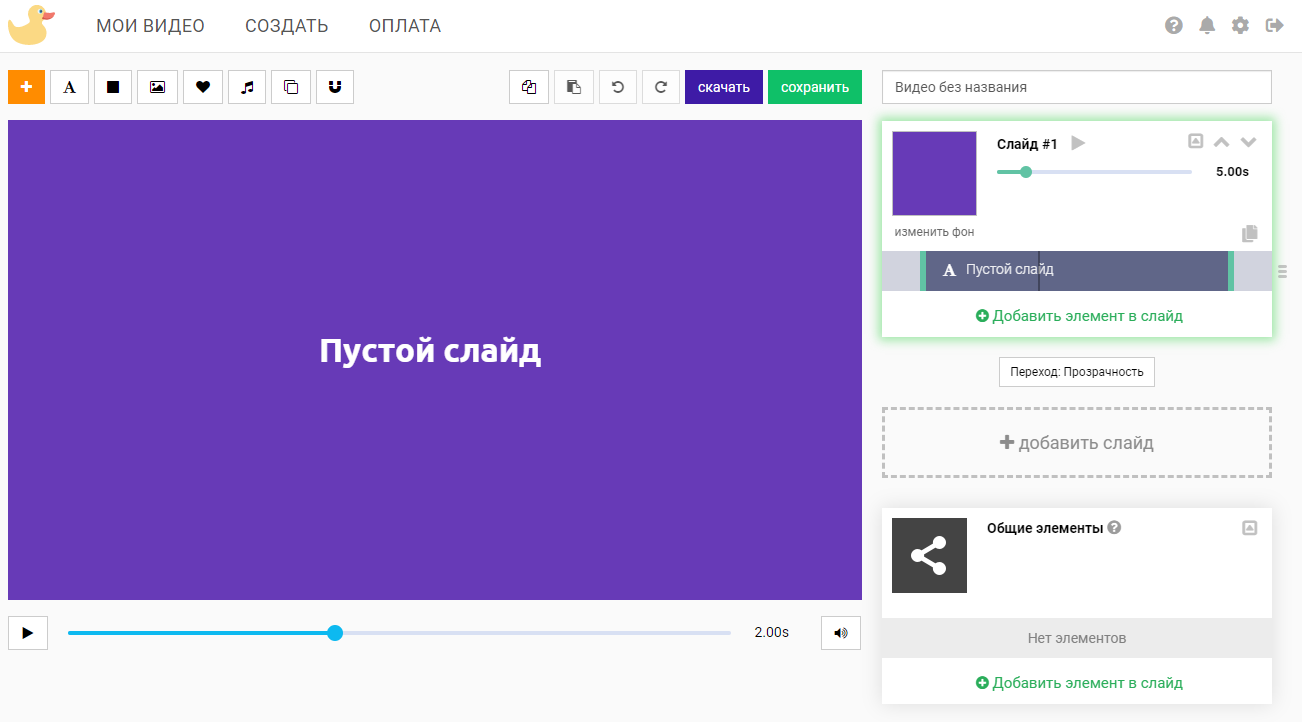 МОИ ВИДЕО СОЗДАТЬ ОПЛАТА
скачать сохранить
Видео без названия
Слайд #1
5.00s
изменить фон
A Пустой слайд
Добавить элемент в слайд
Пустой слайд
Переход: Прозрачность
добавить слайд
Общие элементы
Нет элементов
2.00s
Добавить элемент в слайд